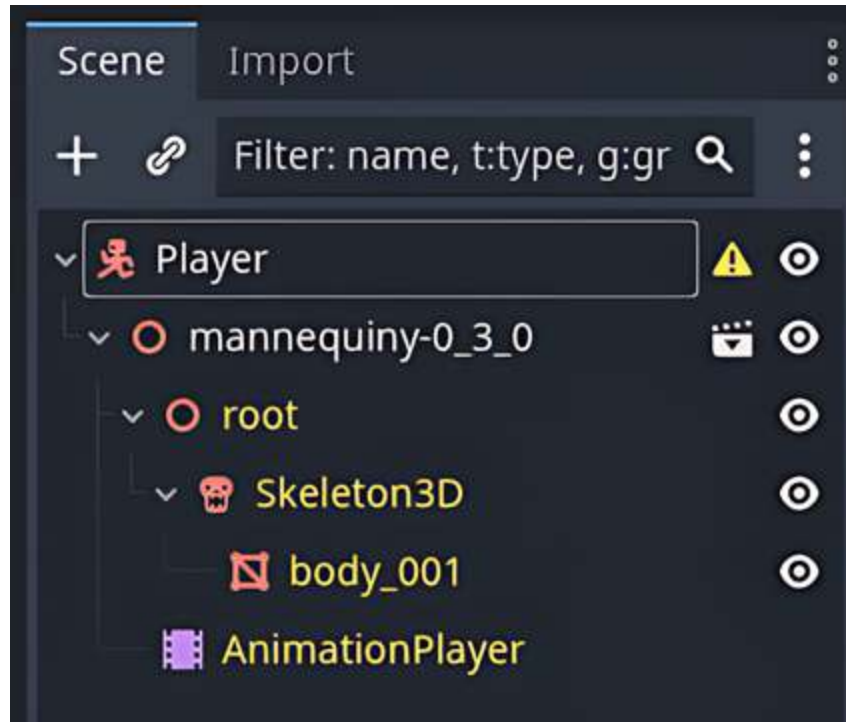 Scene Import
Filter: name, t:type, g:gr
Player
mannequiny-0_3_0
root
Skeleton3D
body_001
AnimationPlayer